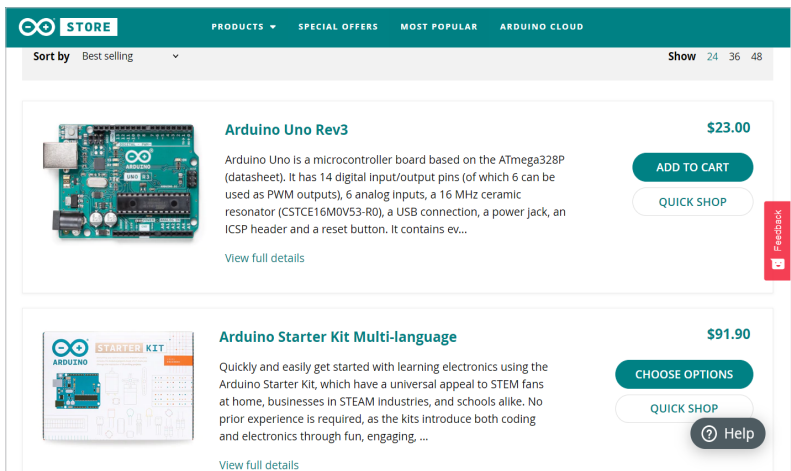 STORE
PRODUCTS
SPECIAL OFFERS
MOST POPULAR
ARDUINO CLOUD
Sort by Best selling
Show 24 36 48
ARDUINO
UNO R3
Arduino Uno Rev3
Arduino Uno is a microcontroller board based on the ATmega328P
(datasheet). It has 14 digital input/output pins (of which 6 can be
used as PWM outputs), 6 analog inputs, a 16 MHz ceramic
resonator (CSTCE16M0V53-R0), a USB connection, a power jack, an
ICSP header and a reset button. It contains ev...
View full details
$23.00
ADD TO CART
QUICK SHOP
Feedback
ARDUINO
STARTER KIT
Arduino Starter Kit Multi-language
Quickly and easily get started with learning electronics using the
Arduino Starter Kit, which have a universal appeal to STEM fans
at home, businesses in STEAM industries, and schools alike. No
prior experience is required, as the kits introduce both coding
and electronics through fun, engaging, ...
View full details
$91.90
CHOOSE OPTIONS
QUICK SHOP
Help